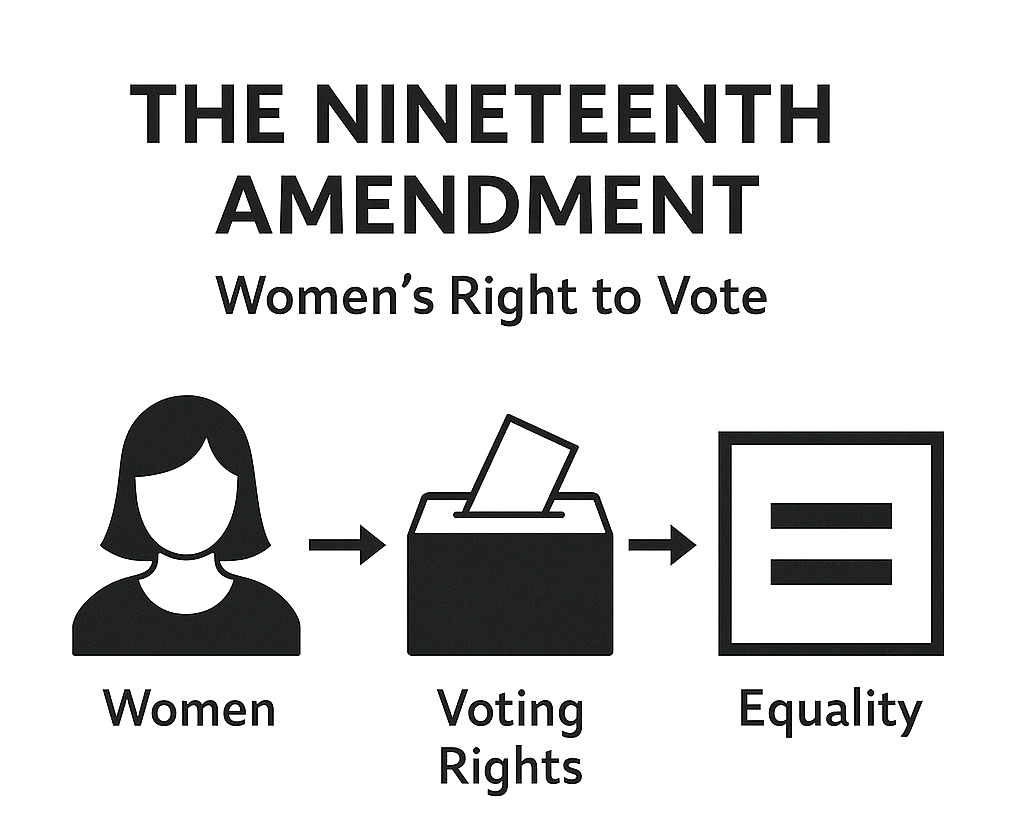 THE NINETEENTH
AMENDMENT
Women’s Right to Vote
Women
Voting
Rights
Equality